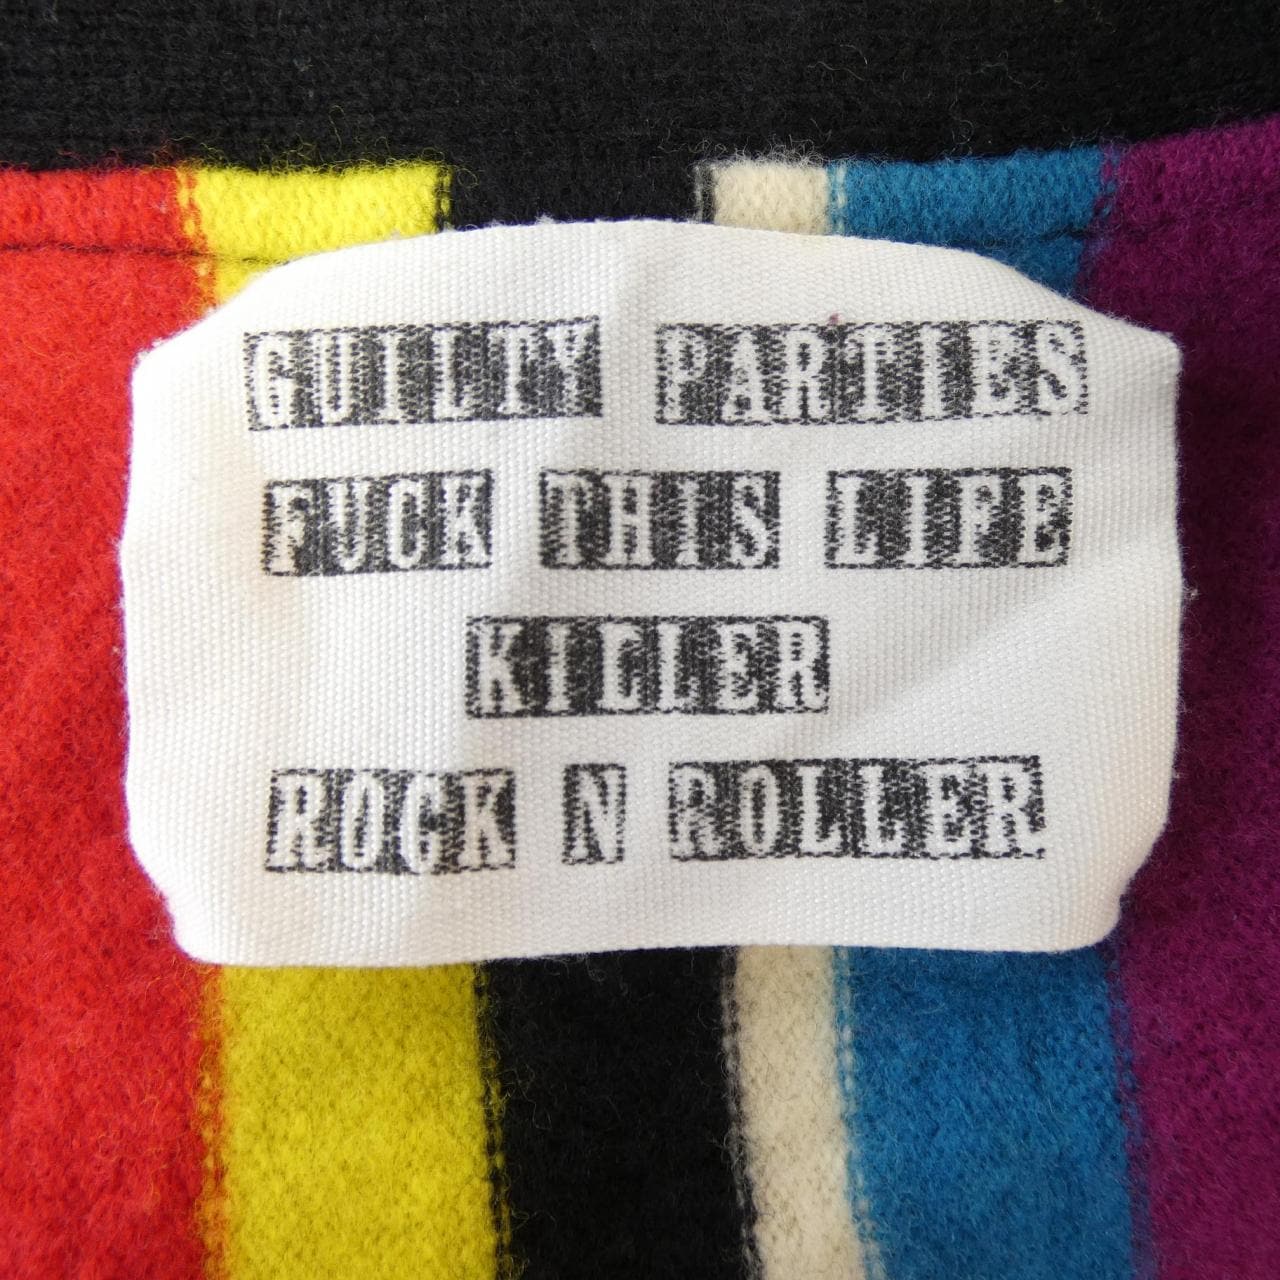 GUILTY PARTIES
FUCK THIS LIFE
KILLER
ROCK N ROLLER